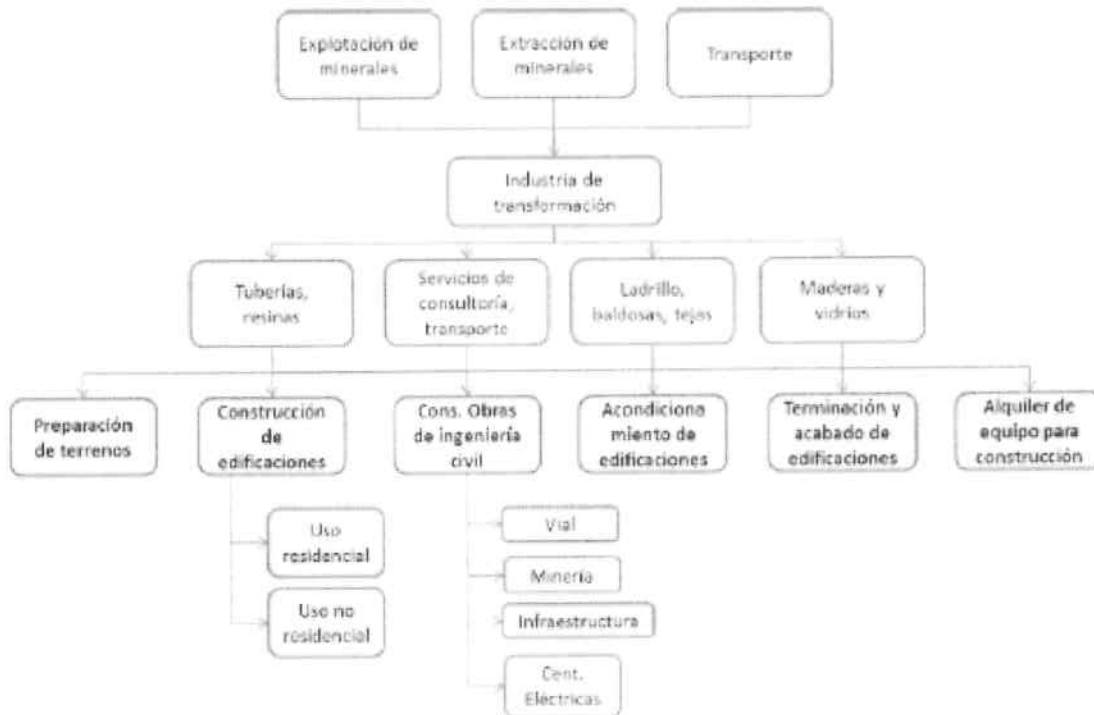 Explotación de
minerales
Extracción de
minerales
Transporte
Industria de
transformación
Tuberías,
resinas
Servicios de
consultoría,
transporte
Ladrillo,
baldosas, tejas
Maderas y
vidrios
Preparación
de terrenos
Construcción
de
edificaciones
Cons. Obras
de ingeniería
civil
Acondiciona
miento de
edificaciones
Terminación y
acabado de
edificaciones
Alquiler de
equipo para
construcción
Uso
residencial
Uso no
residencial
Vial
Minería
Infraestructura
Cent.
Eléctricas